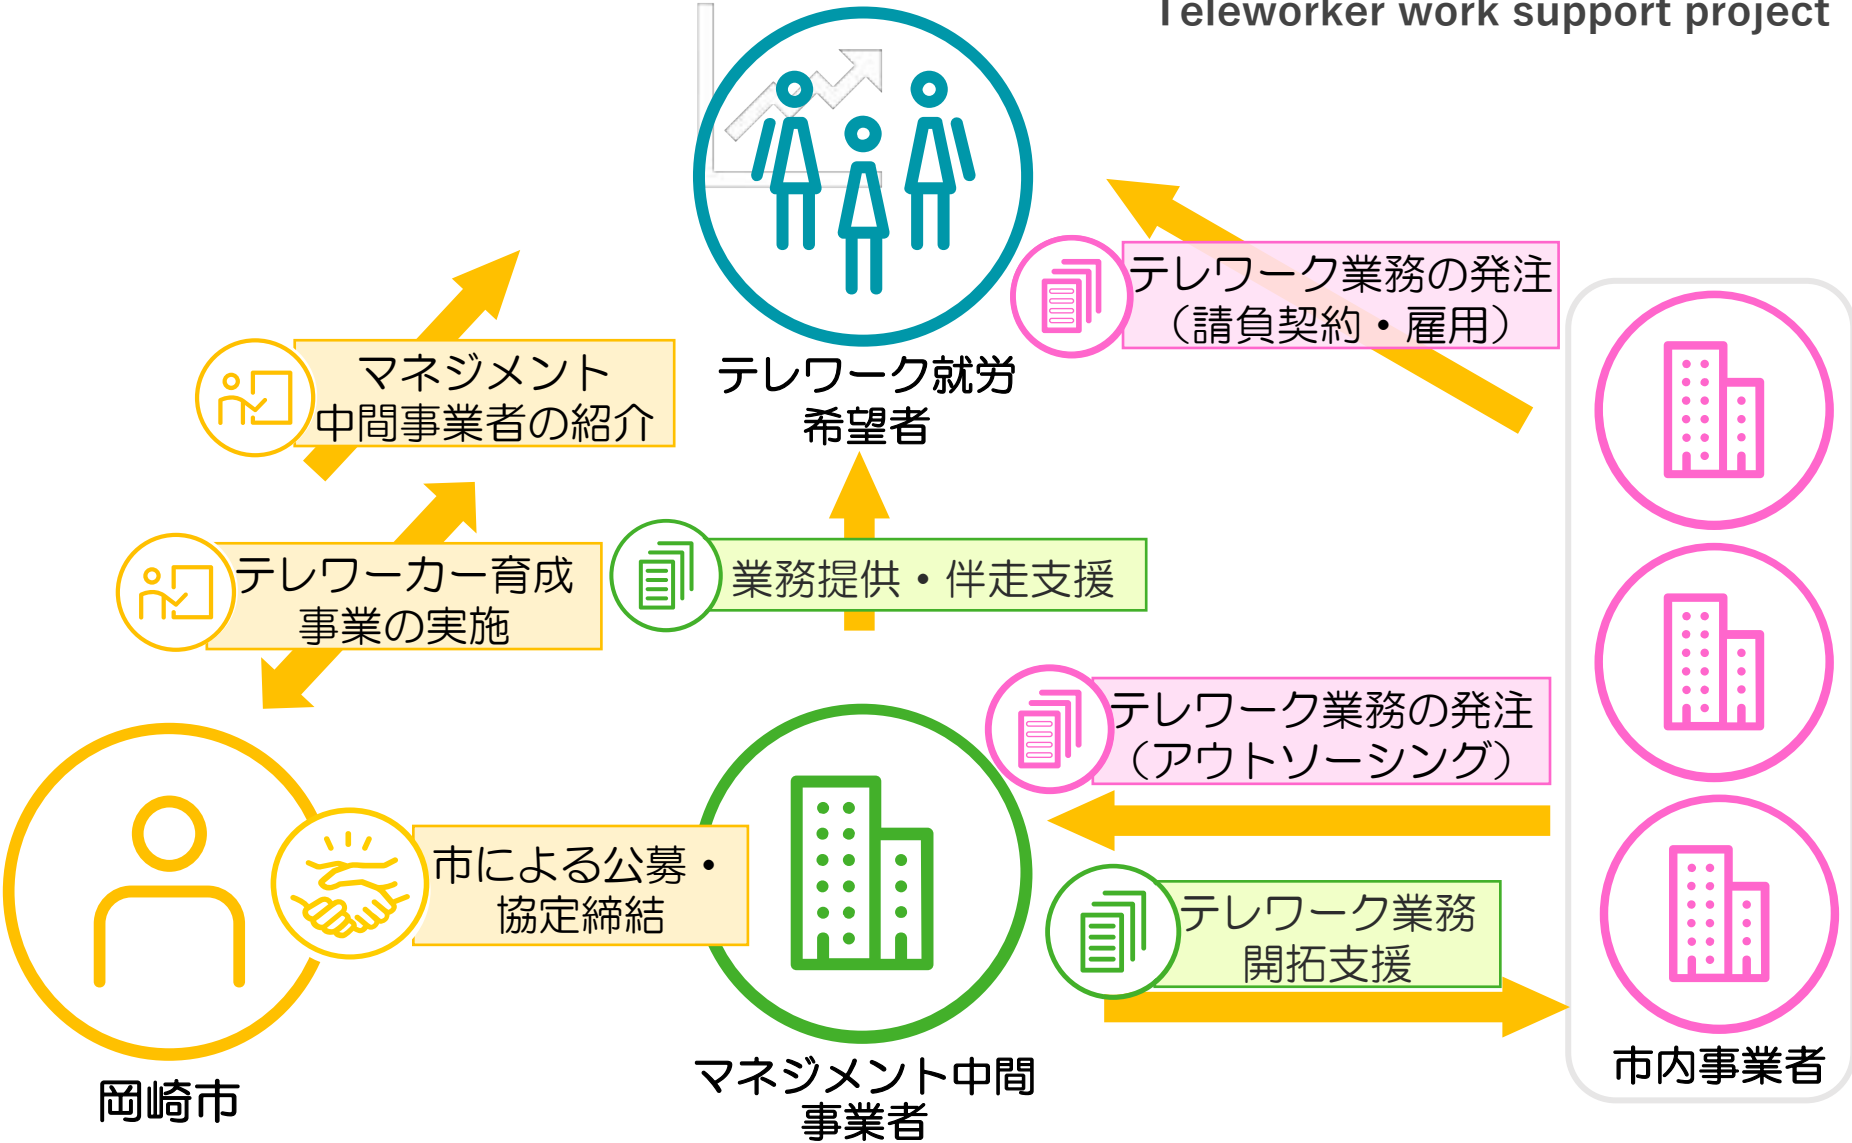 Teleworker work support project
テレワーク業務の発注
（請負契約・雇用）
マネジメント
中間事業者の紹介
テレワーク就労
希望者
テレワーカー育成
事業の実施
業務提供・伴走支援
テレワーク業務の発注
（アウトソーシング）
市による公募・
協定締結
テレワーク業務
開拓支援
岡崎市
マネジメント中間
事業者
市内事業者